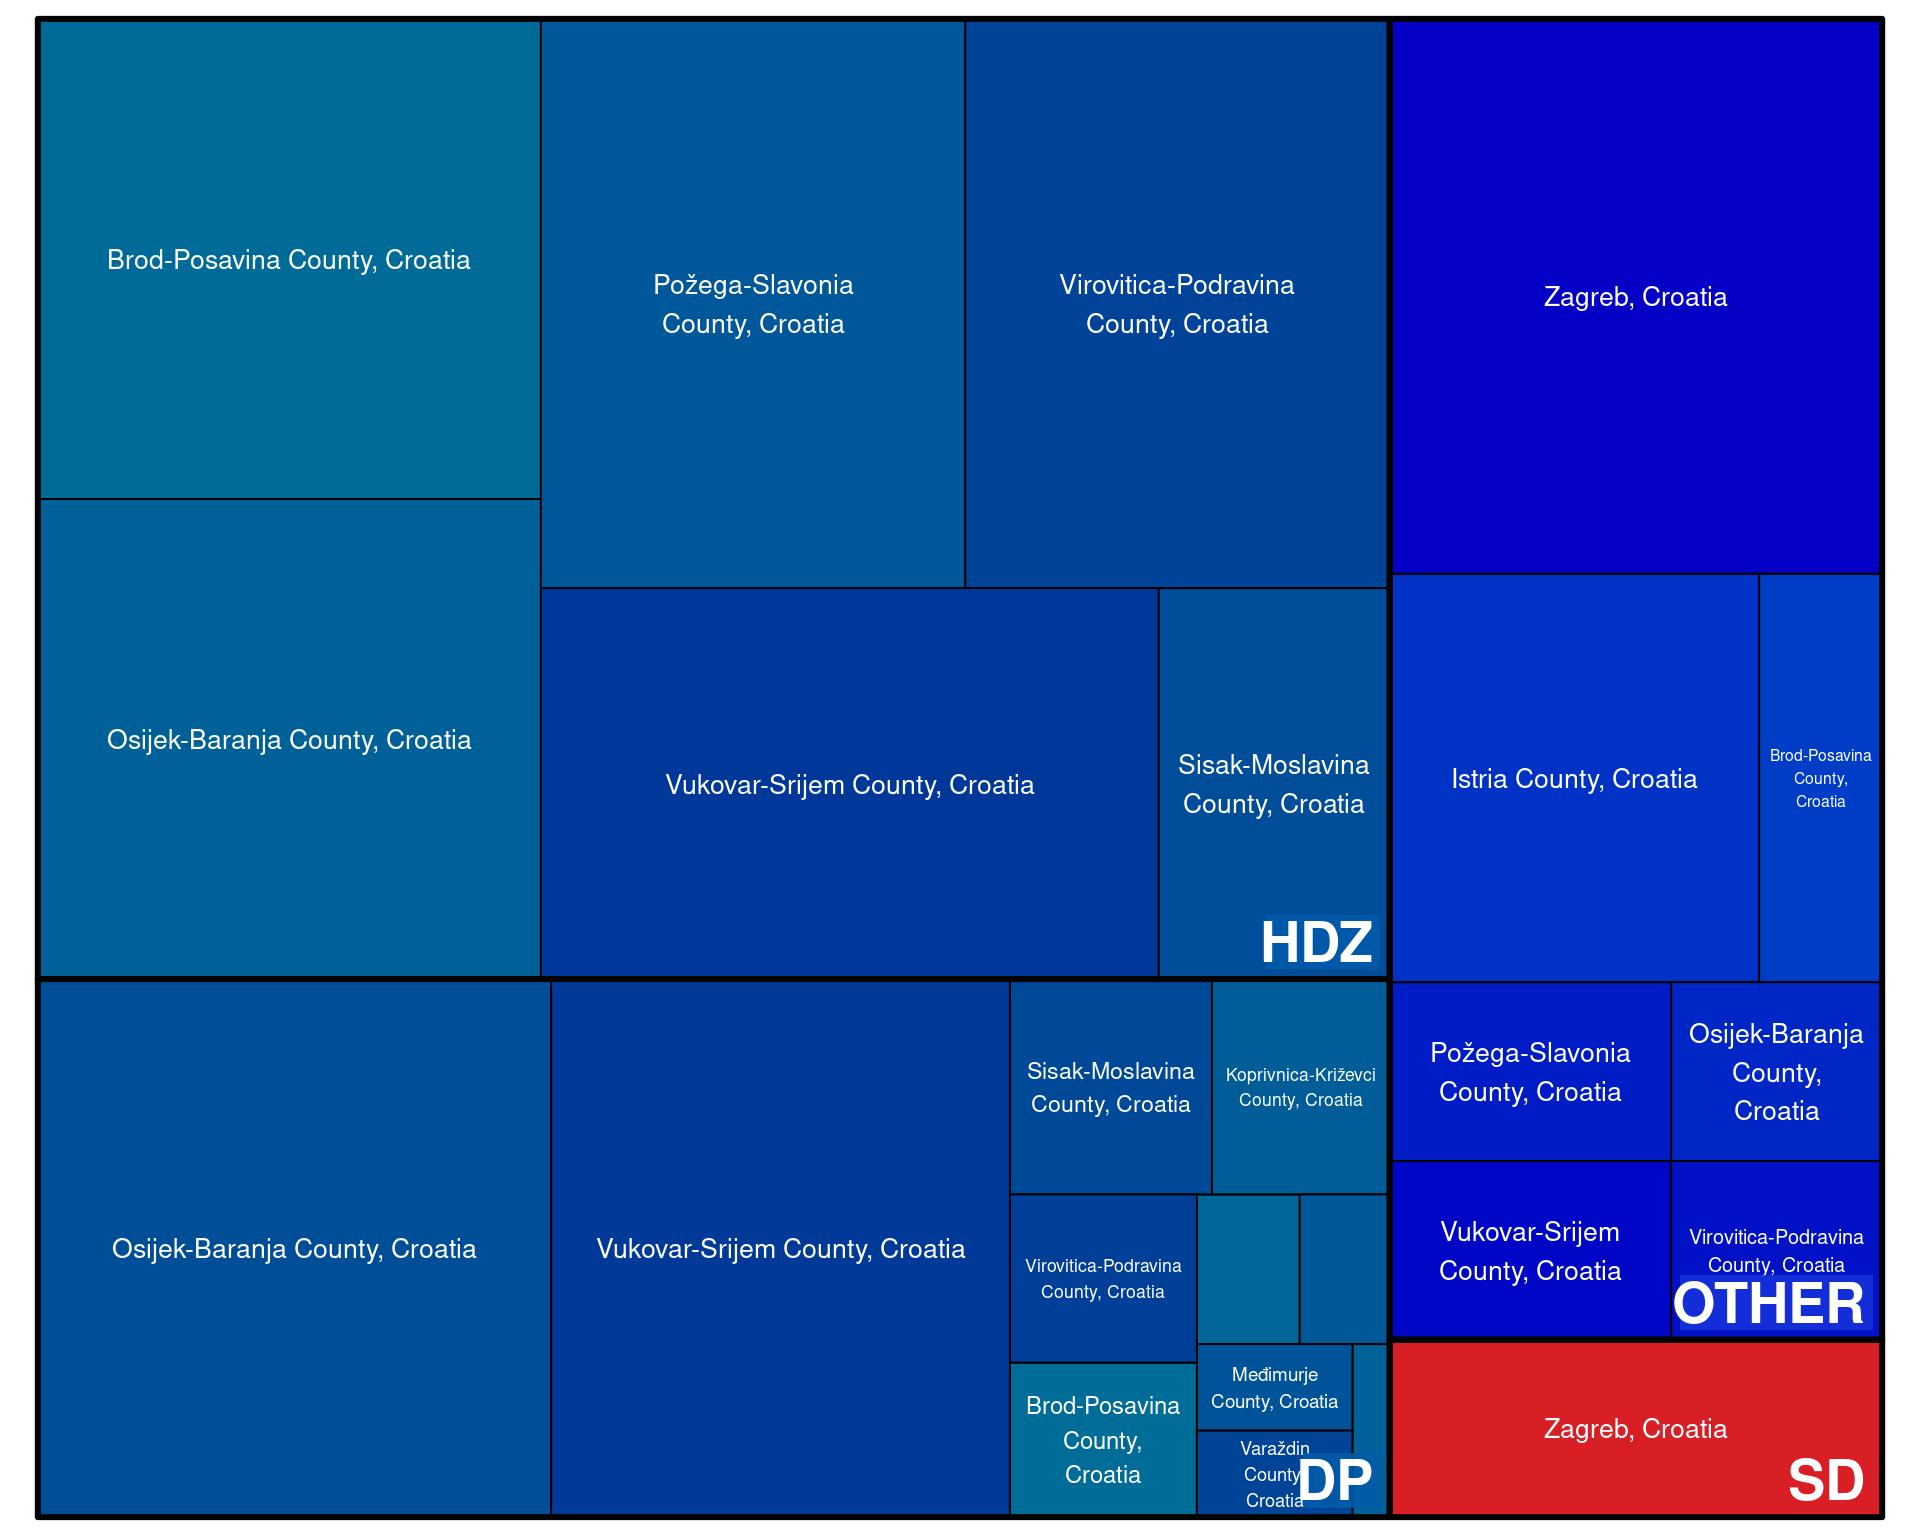 Brod-Posavina County, Croatia
Požega-Slavonia
County, Croatia
Virovitica-Podravina
County, Croatia
Osijek-Baranja County, Croatia
Vukovar-Srijem County, Croatia
Sisak-Moslavina
County, Croatia
HDZ
Osijek-Baranja County, Croatia
Vukovar-Srijem County, Croatia
Sisak-Moslavina
County, Croatia
Koprivnica-Križevci
County, Croatia
Virovitica-Podravina
County, Croatia
Brod-Posavina
County,
Croatia
Međimurje
County, Croatia
Varaždin
County,
Croatia
DP
Zagreb, Croatia
Istria County, Croatia
Brod-Posavina
County,
Croatia
Požega-Slavonia
County, Croatia
Osijek-Baranja
County,
Croatia
Vukovar-Srijem
County, Croatia
Virovitica-Podravina
County, Croatia
OTHER
Zagreb, Croatia
SD